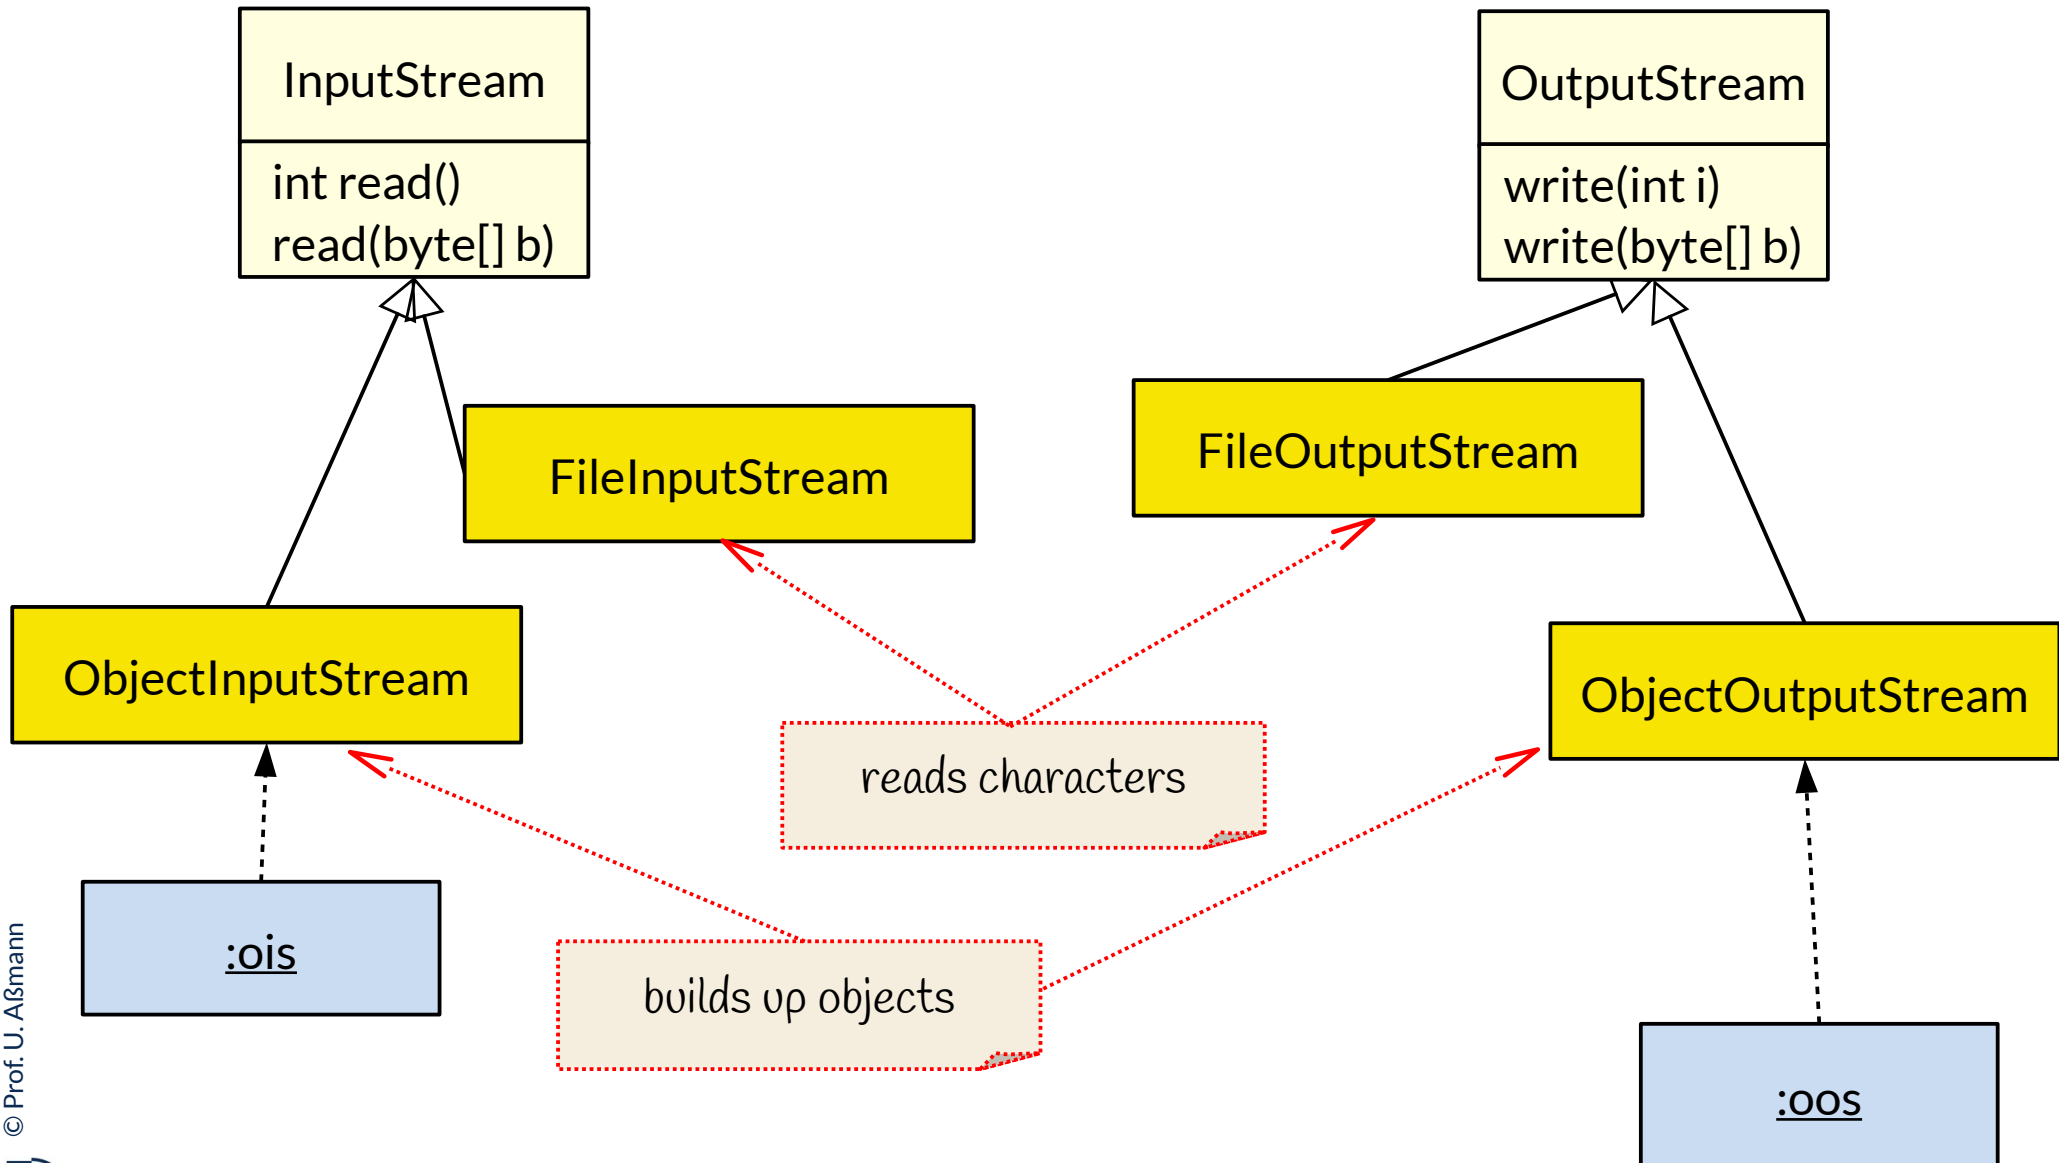 InputStream
int read()
read(byte[] b)
OutputStream
write(int i)
write(byte[] b)
FileInputStream
FileOutputStream
ObjectInputStream
ObjectOutputStream
reads characters
builds up objects
:ois
:oos
© Prof. U. Aßmann